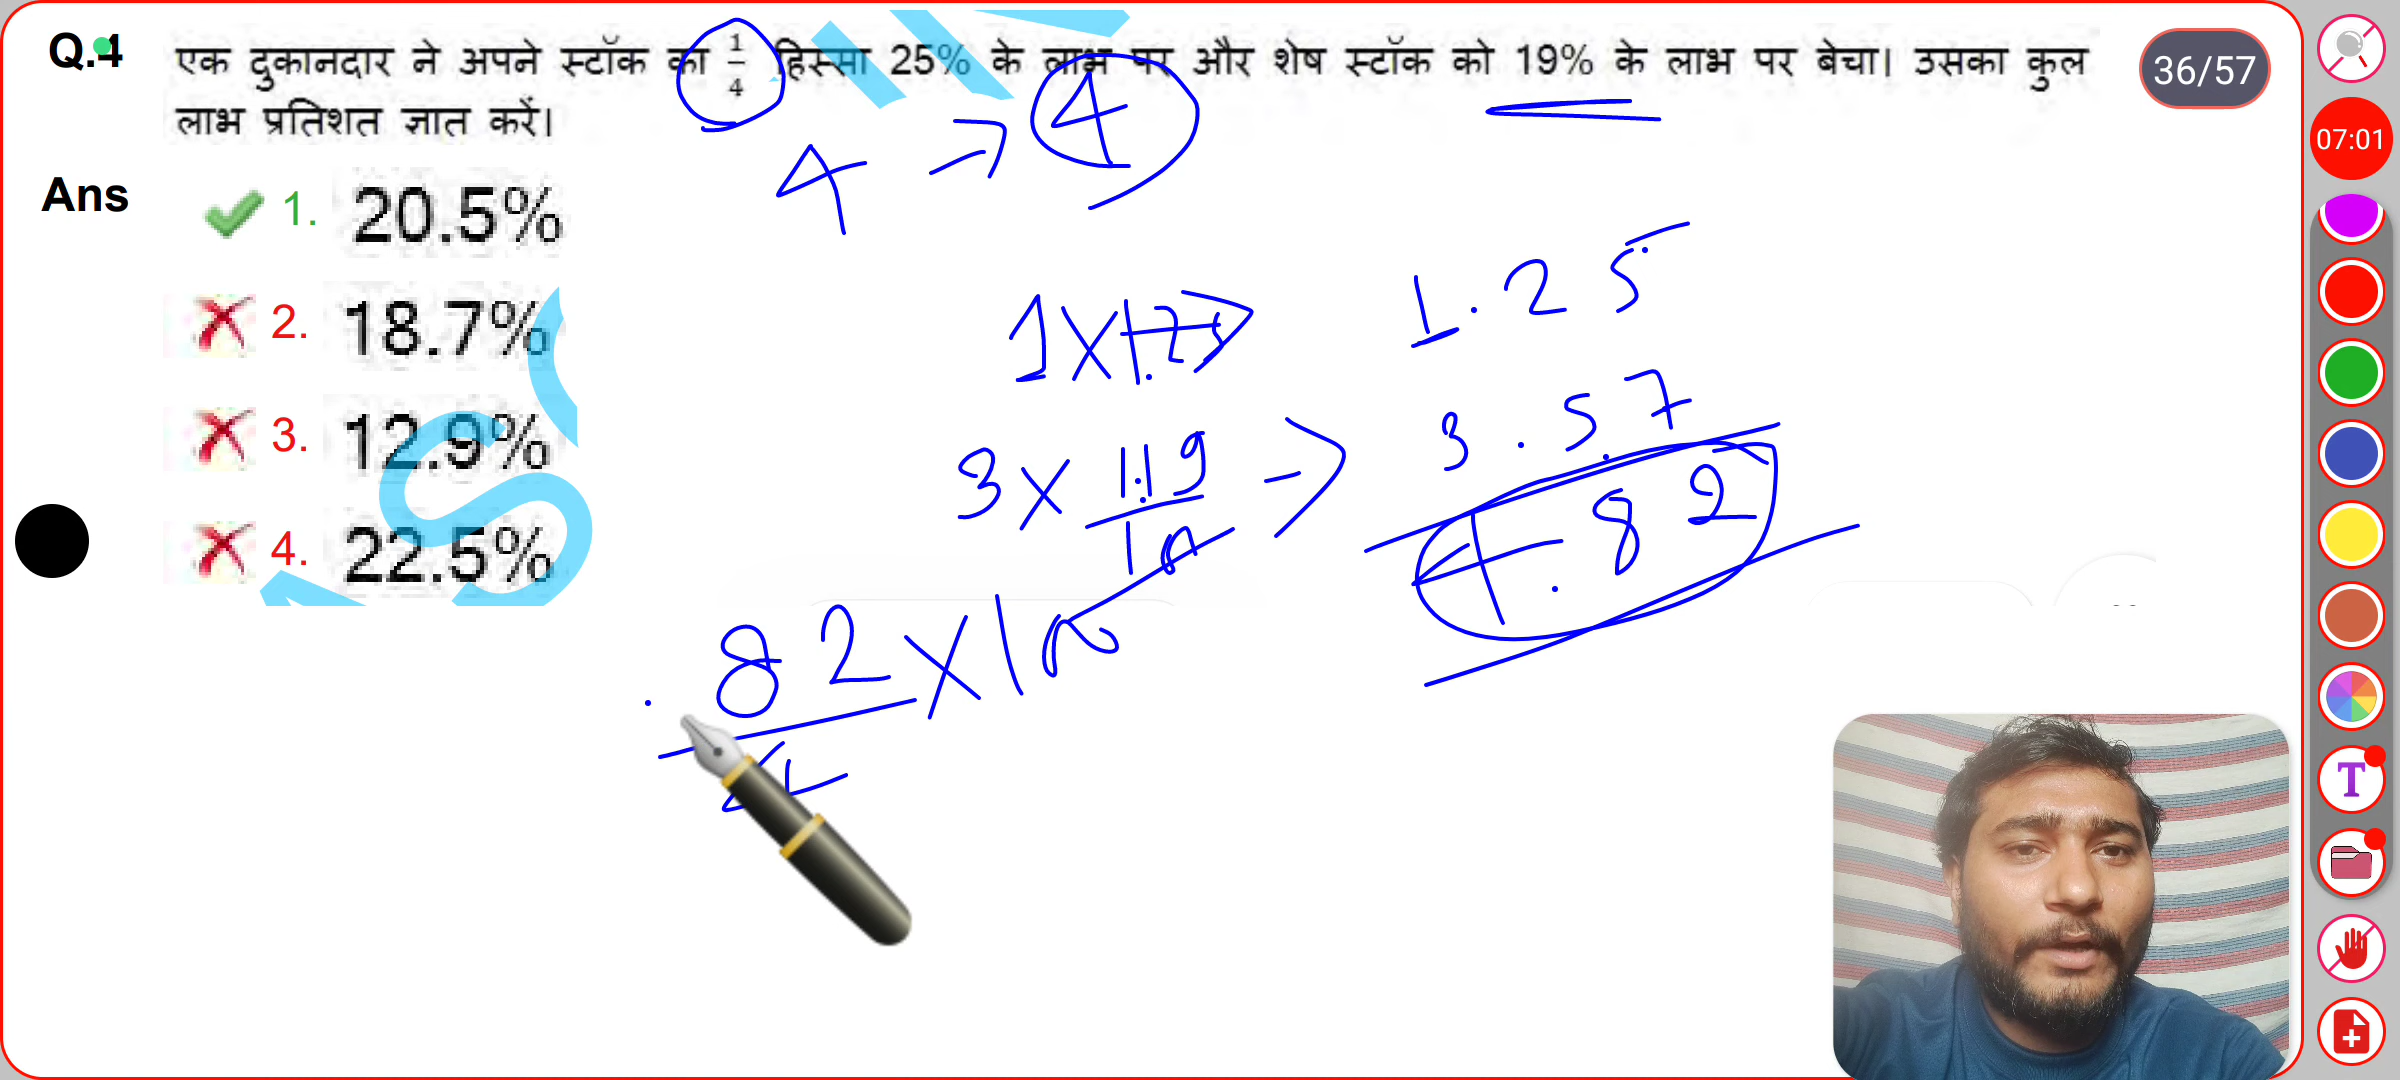 Q.4 एक दुकानदार ने अपने स्टॉक का 1/4 हिस्सा 25% के लाभ पर और शेष स्टॉक को 19% के लाभ पर बेचा। उसका कुल
लाभ प्रतिशत ज्ञात करें।
36/57
07:01
4 → 4
Ans 1. 20.5%
2. 18.7%
3. 12.9%
4. 22.5%
1×1.25 → 1.25
3 × 1.19 → 3.57
4.82
82×100
4
T